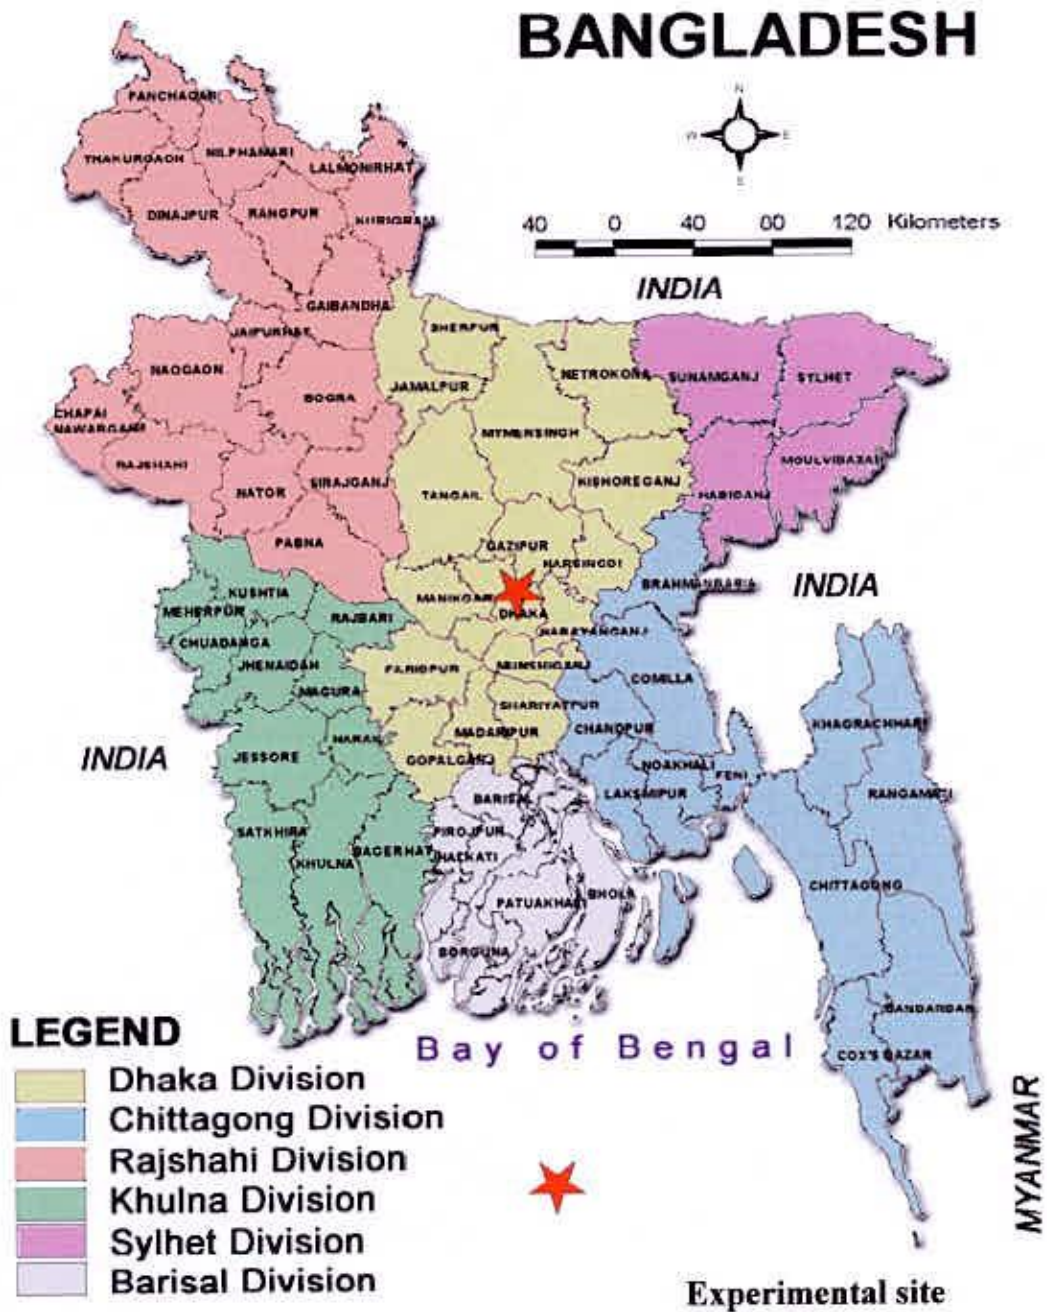 BANGLADESH
N
W E
E
40 0 40 00 120 Kilometers
INDIA
PANCHAGAR
THAKURGAON
NILPHAMARI
LALMONIRHAT
DINAJPUR
RANGPUR
KURIGRAM
GAIBANDHA
JAIPURHAT
NAOGAON
BOGRA
CHAPAI
NAWABGANJ
RAJSHAHI
NATOR
SIRAJGANJ
PABNA
SHERPUR
JAMALPUR
NETROKONA
MYMENSINGH
TANGAIL
KISHOREGANJ
GAZIPUR
NARSINGDI
MANIKGANJ
DHAKA
NARAYANGANJ
SUNAMGANJ
SYLHET
MOULVIBAZAR
HABIGANJ
BRAHMANBARIA
INDIA
KUSHTIA
MEHERPUR
RAJBARI
CHUADANGA
JHENAIDAH
MAGURA
FARIDPUR
MUNSHIGANJ
SHARIYATPUR
MADARIPUR
GOPALGANJ
COMILLA
CHANDPUR
NOAKHALI
FENI
LAKSMIPUR
KHAGRACHHARI
RANGAMATI
INDIA
JESSORE
NARAIL
SATKHIRA
KHULNA
BAGERHAT
BARISAL
PIROJPUR
JHALKATI
PATUAKHALI
BHOLA
BORGUNA
CHITTAGONG
BANDARBAN
COX'S BAZAR
Bay of Bengal
MYANMAR
LEGEND
Dhaka Division
Chittagong Division
Rajshahi Division
Khulna Division
Sylhet Division
Barisal Division
Experimental site